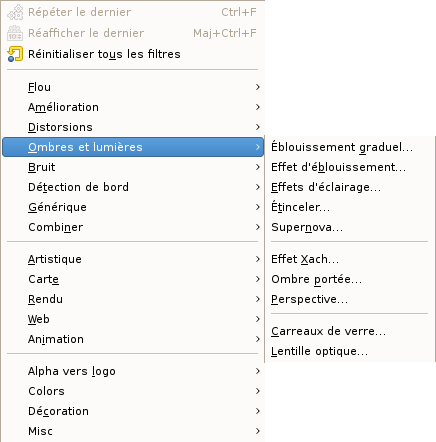 Répéter le dernier Ctrl+F
Réafficher le dernier Maj+Ctrl+F
Réinitialiser tous les filtres
Flou
Amélioration
Distorsions
Ombres et lumières
Bruit
Détection de bord
Générique
Combiner
Artistique
Carte
Rendu
Web
Animation
Alpha vers logo
Colors
Décoration
Misc
Éblouissement graduel...
Effet d'éblouissement...
Effets d'éclairage...
Étinceler...
Supernova...
Effet Xach...
Ombre portée...
Perspective...
Carreaux de verre...
Lentille optique...